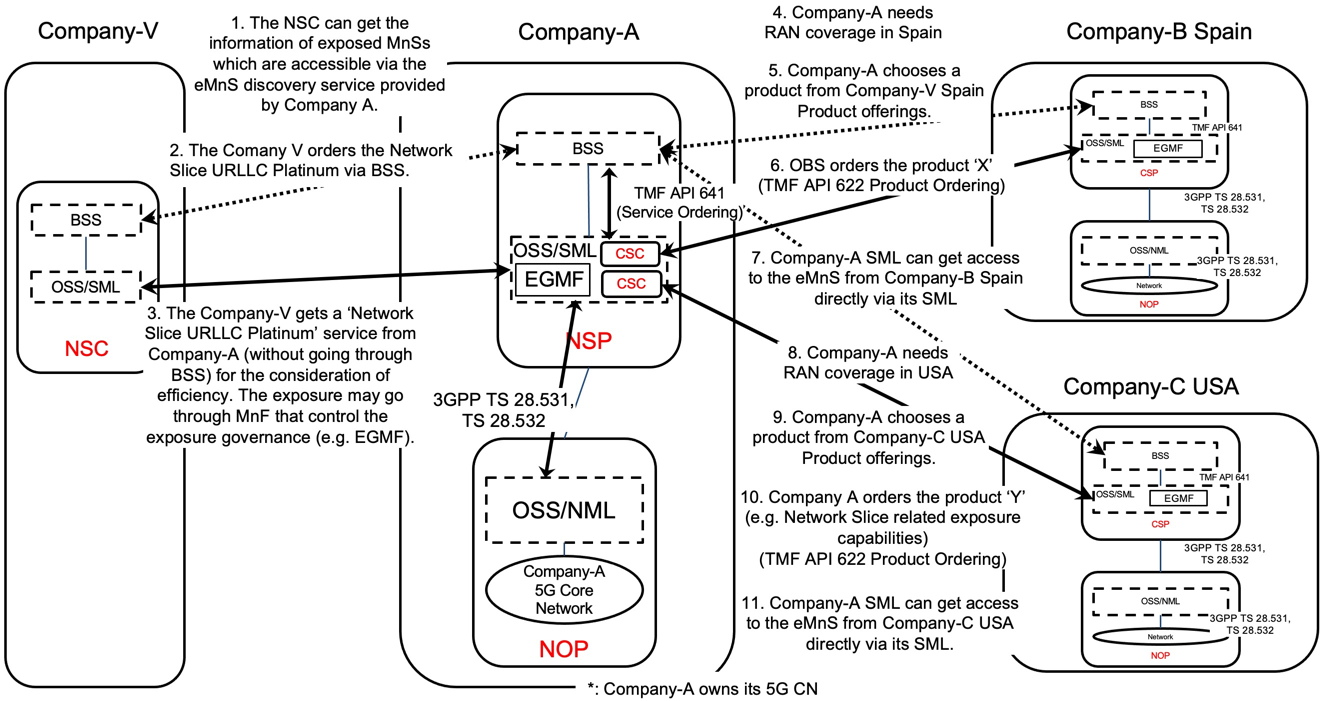 Company-V
1. The NSC can get the
information of exposed MnSs
which are accessible via the
eMnS discovery service provided
by Company A.
2. The Comany V orders the Network
Slice URLLC Platinum via BSS.
BSS
OSS/SML
NSC
3. The Company-V gets a ‘Network
Slice URLLC Platinum’ service from
Company-A (without going through
BSS) for the consideration of
efficiency. The exposure may go
through MnF that control the
exposure governance (e.g. EGMF).
Company-A
BSS
TMF API 641
(Service Ordering)
OSS/SML
CSC
EGMF
CSC
NSP
3GPP TS 28.531,
TS 28.532
OSS/NML
Company-A
5G Core
Network
NOP
*: Company-A owns its 5G CN
4. Company-A needs
RAN coverage in Spain
5. Company-A chooses a
product from Company-V Spain
Product offerings.
6. OBS orders the product ‘X’
(TMF API 622 Product Ordering)
7. Company-A SML can get access
to the eMnS from Company-B Spain
directly via its SML
8. Company-A needs
RAN coverage in USA
9. Company-A chooses a
product from Company-C USA
Product offerings.
10. Company A orders the product ‘Y’
(e.g. Network Slice related exposure
capabilities)
(TMF API 622 Product Ordering)
11. Company-A SML can get access
to the eMnS from Company-C USA
directly via its SML.
Company-B Spain
BSS
TMF API 641
OSS/SML
EGMF
CSP
3GPP TS 28.531,
TS 28.532
OSS/NML
3GPP TS 28.531,
TS 28.532
Network
NOP
Company-C USA
BSS
TMF API 641
OSS/SML
EGMF
CSP
3GPP TS 28.531,
TS 28.532
OSS/NML
3GPP TS 28.531,
TS 28.532
Network
NOP